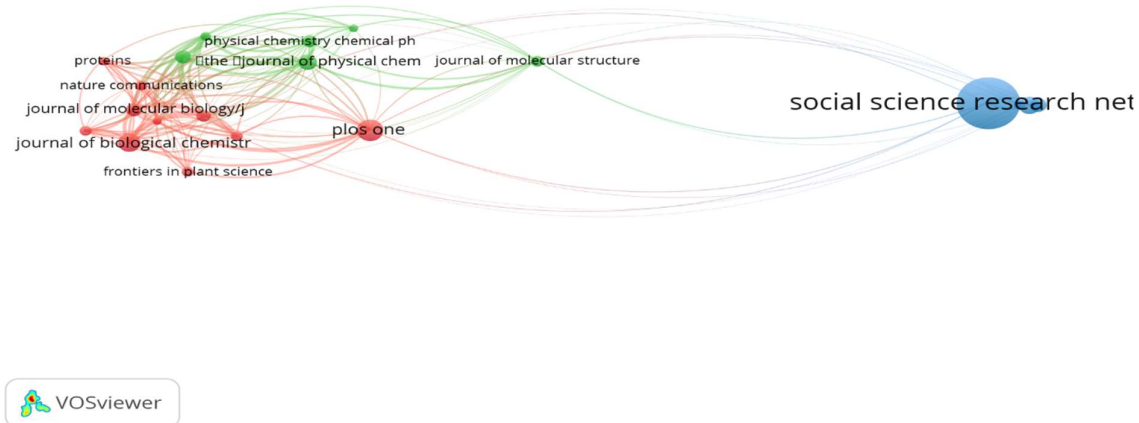 physical chemistry chemical ph
proteins
▯the ▯journal of physical chem
journal of molecular structure
nature communications
social science research net
journal of molecular biology/j
plos one
journal of biological chemistr
frontiers in plant science
VOSviewer